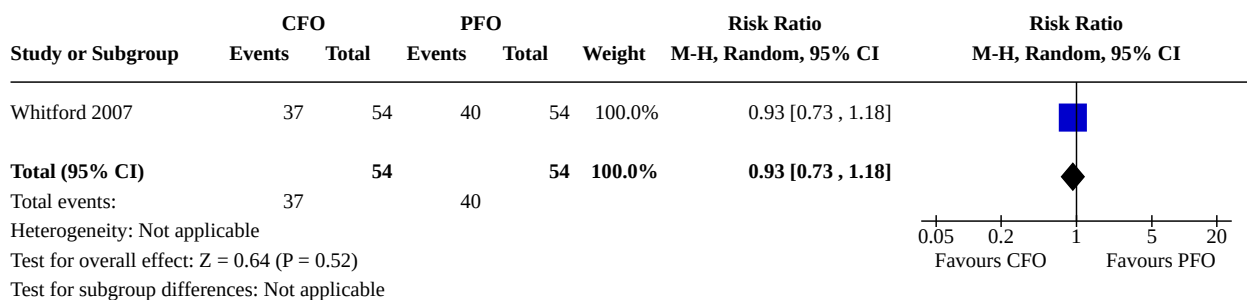 CFO PFO Risk Ratio Risk Ratio
Study or Subgroup Events Total Events Total Weight M-H, Random, 95% CI M-H, Random, 95% CI
Whitford 2007 37 54 40 54 100.0% 0.93 [0.73 , 1.18]
Total (95% CI) 54 54 100.0% 0.93 [0.73 , 1.18]
Total events: 37 40
Heterogeneity: Not applicable
0.05 0.2 1 5 20
Test for overall effect: Z = 0.64 (P = 0.52) Favours CFO Favours PFO
Test for subgroup differences: Not applicable